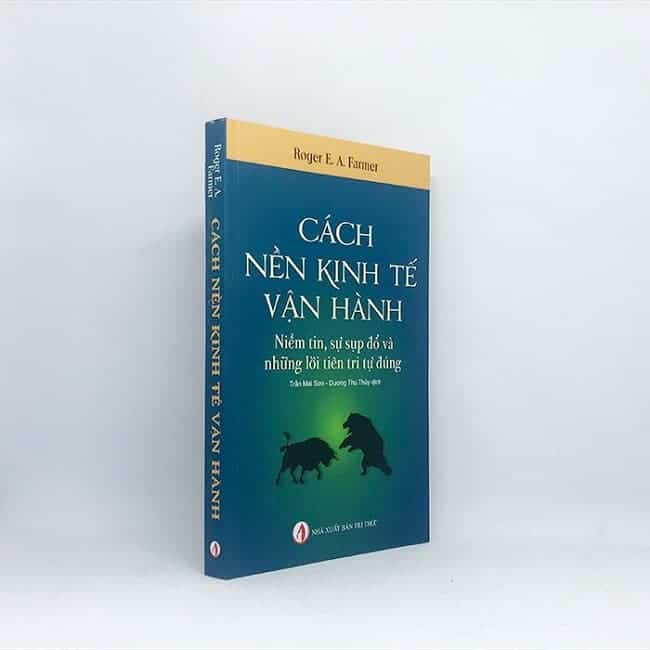 Roger E. A. Farmer
CÁCH
NỀN KINH TẾ
VẬN HÀNH
Niềm tin, sự sụp đổ và
những lời tiên tri tự đúng
Trần Mai Sơn - Dương Thu Thủy dịch
NHÀ XUẤT BẢN TRI THỨC
Roger E. A.
Farmer
CÁCH NỀN KINH TẾ VẬN HÀNH